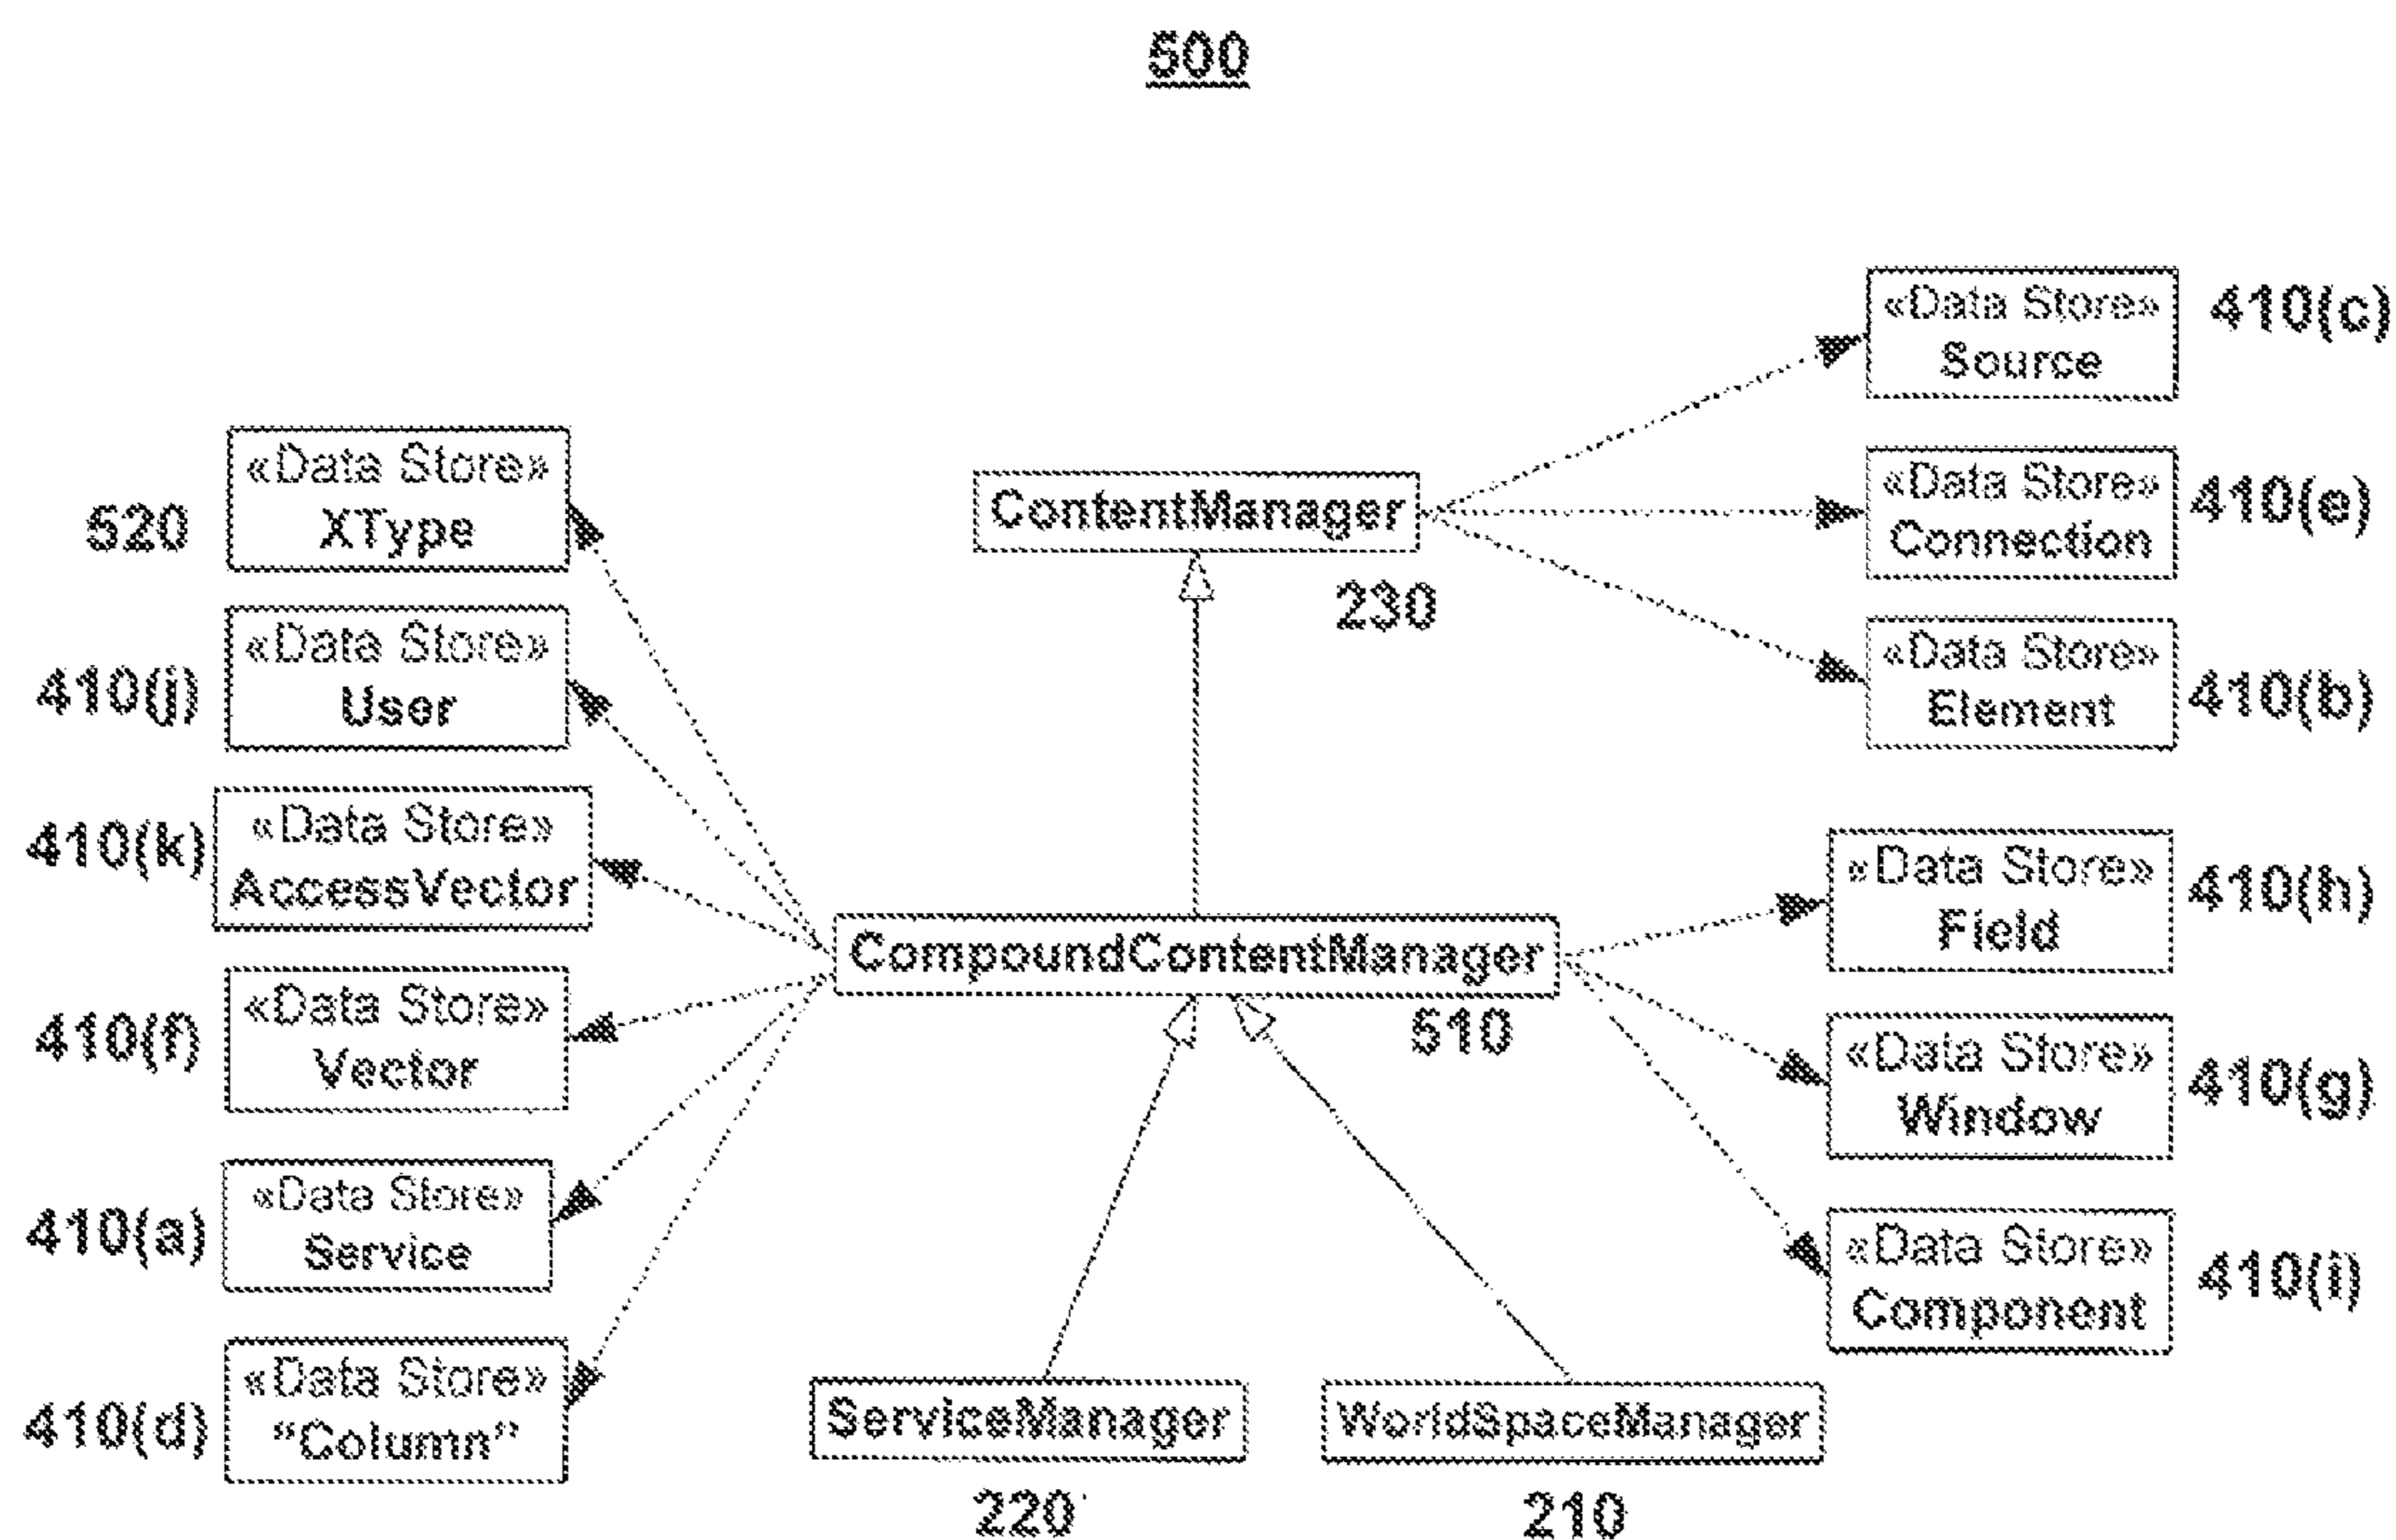 500
«Data Store»
Source
410(c)
«Data Store»
XType
520
ContentManager
230
«Data Store»
Connection
410(e)
«Data Store»
User
410(j)
«Data Store»
Element
410(b)
«Data Store»
AccessVector
410(k)
«Data Store»
Field
410(h)
CompoundContentManager
510
«Data Store»
Vector
410(f)
«Data Store»
Window
410(g)
«Data Store»
Service
410(a)
«Data Store»
Component
410(i)
«Data Store»
"Column"
410(d)
ServiceManager
220
WorldSpaceManager
210